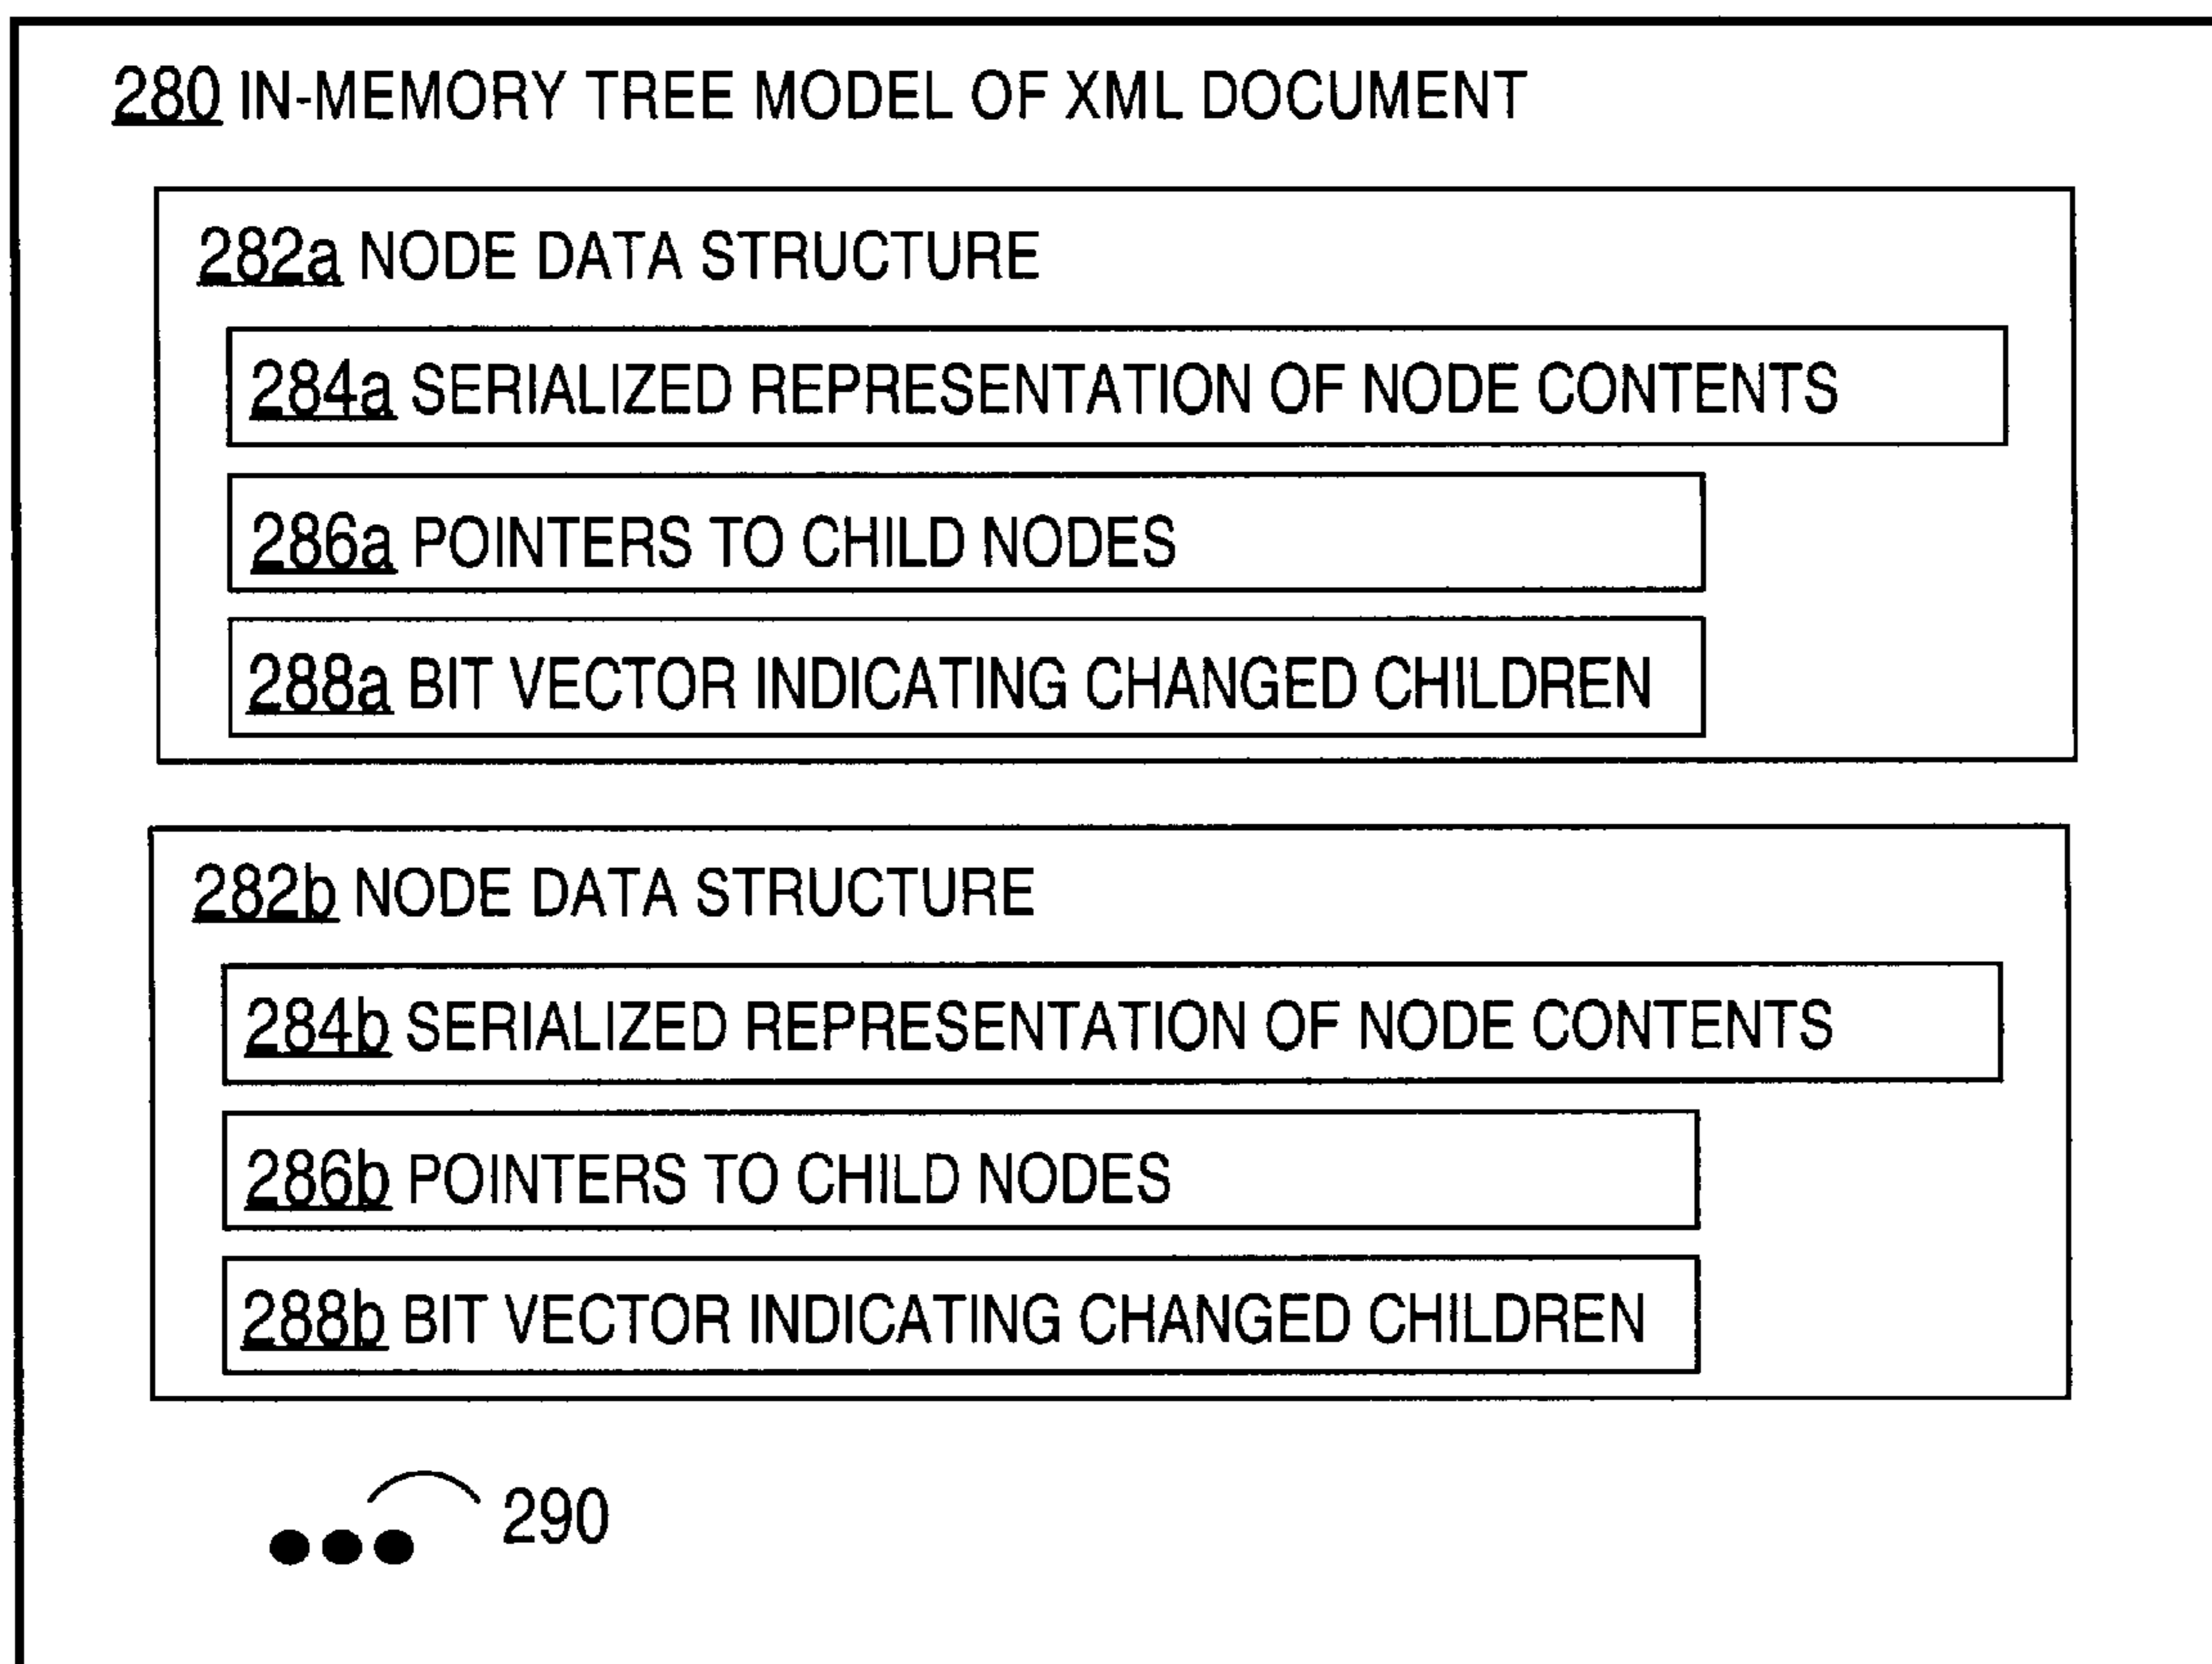 280 IN-MEMORY TREE MODEL OF XML DOCUMENT
282a NODE DATA STRUCTURE
284a SERIALIZED REPRESENTATION OF NODE CONTENTS
286a POINTERS TO CHILD NODES
288a BIT VECTOR INDICATING CHANGED CHILDREN
282b NODE DATA STRUCTURE
284b SERIALIZED REPRESENTATION OF NODE CONTENTS
286b POINTERS TO CHILD NODES
288b BIT VECTOR INDICATING CHANGED CHILDREN
290